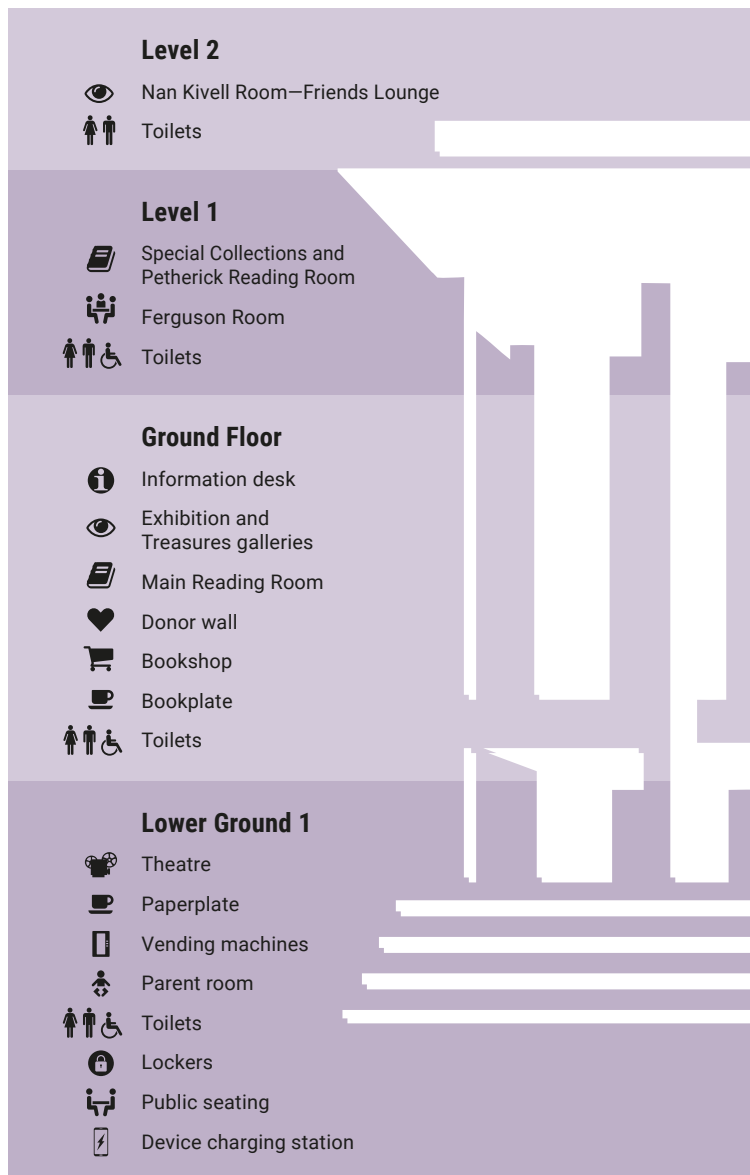 Level 2
Nan Kivell Room—Friends Lounge
Toilets
Level 1
Special Collections and
Petherick Reading Room
Ferguson Room
Toilets
Ground Floor
Information desk
Exhibition and
Treasures galleries
Main Reading Room
Donor wall
Bookshop
Bookplate
Toilets
Lower Ground 1
Theatre
Paperplate
Vending machines
Parent room
Toilets
Lockers
Public seating
Device charging station